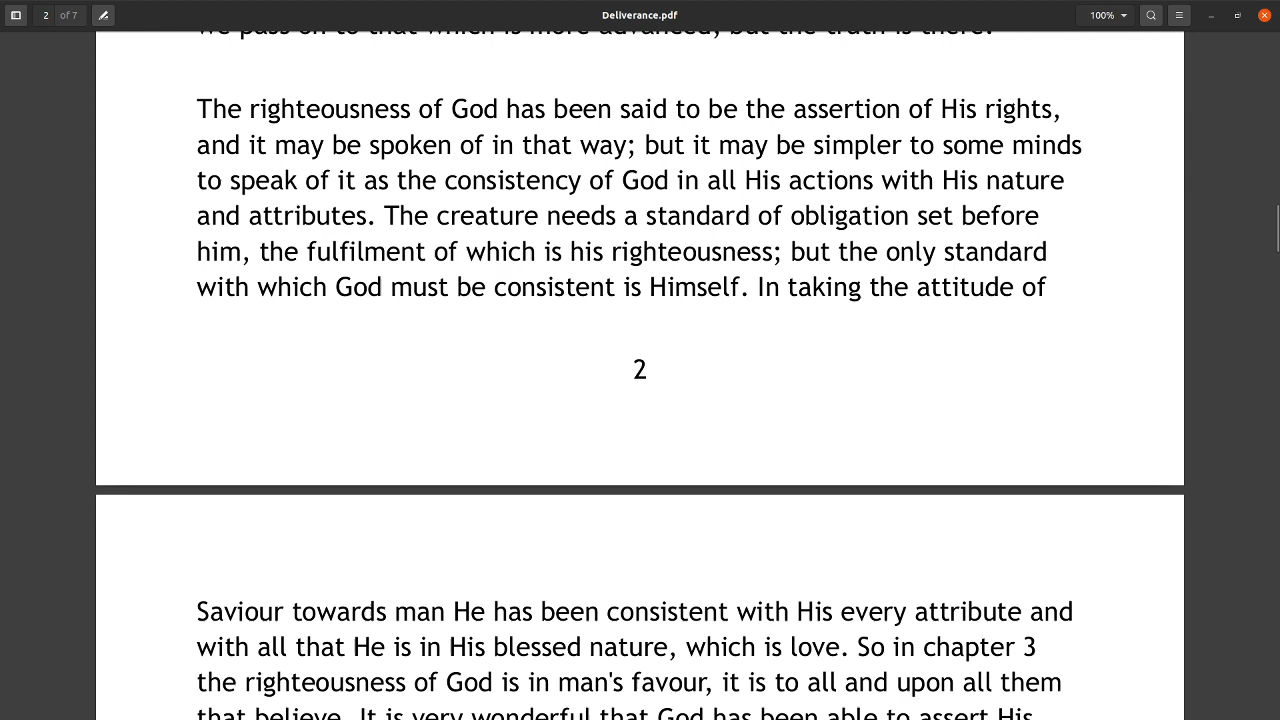 2 of 7
Deliverance.pdf
100%
we pass on to that which is more advanced, but the truth is there.
The righteousness of God has been said to be the assertion of His rights,
and it may be spoken of in that way; but it may be simpler to some minds
to speak of it as the consistency of God in all His actions with His nature
and attributes. The creature needs a standard of obligation set before
him, the fulfilment of which is his righteousness; but the only standard
with which God must be consistent is Himself. In taking the attitude of
2
Saviour towards man He has been consistent with His every attribute and
with all that He is in His blessed nature, which is love. So in chapter 3
the righteousness of God is in man's favour, it is to all and upon all them
that believe. It is very wonderful that God has been able to assert His